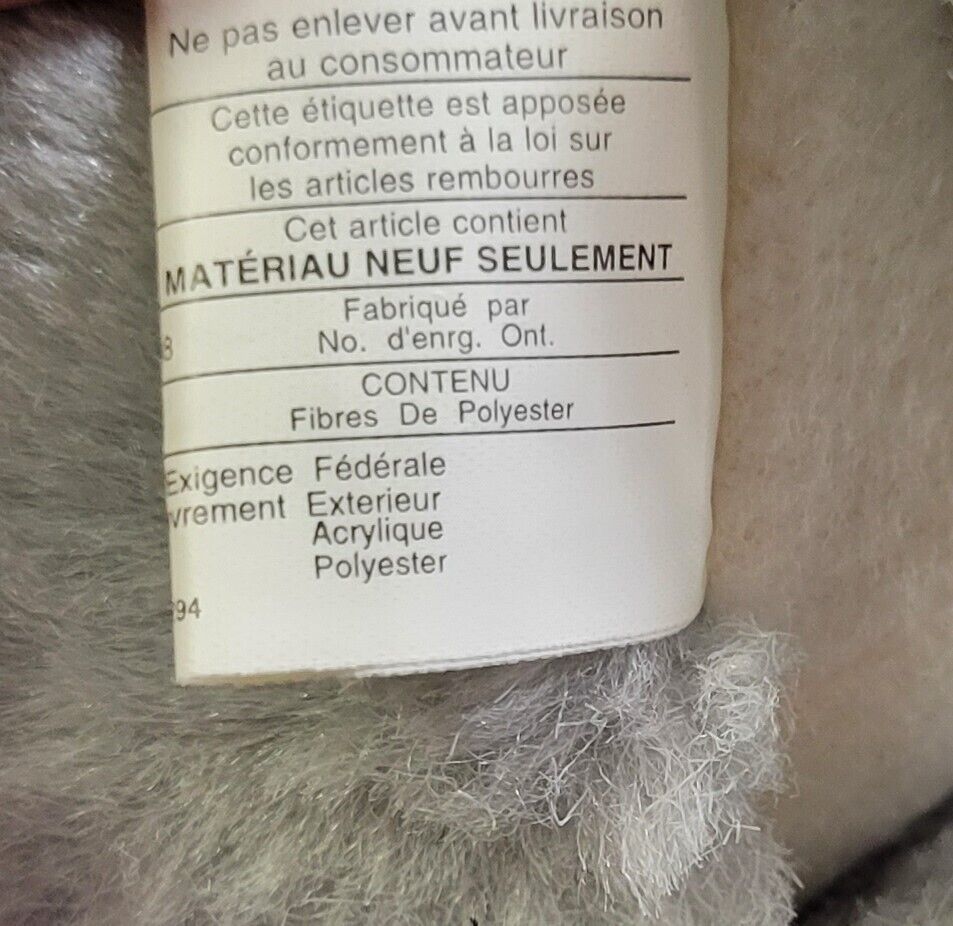 Ne pas enlever avant livraison
au consommateur
Cette étiquette est apposée
conformement à la loi sur
les articles rembourres
Cet article contient
MATÉRIAU NEUF SEULEMENT
Fabriqué par
No. d'enrg. Ont.
CONTENU
Fibres De Polyester
Exigence Fédérale
vrement Exterieur
Acrylique
Polyester
94